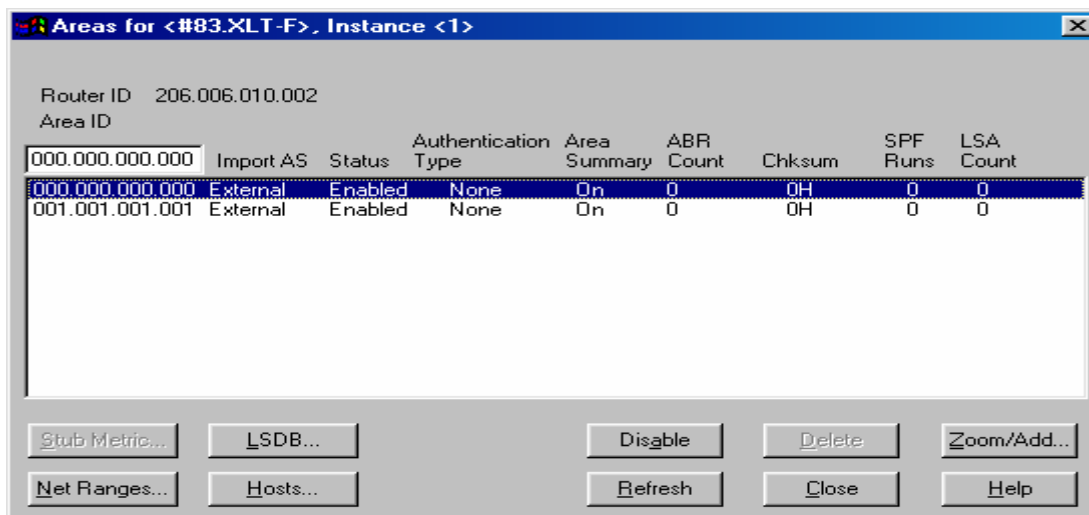 Areas for <#83.XLT-F>, Instance <1>
Router ID 206.006.010.002
Area ID
000.000.000.000 Import AS Status Authentication Type Area Summary ABR Count Chksum SPF Runs LSA Count
000.000.000.000 External Enabled None On 0 0H 0 0
001.001.001.001 External Enabled None On 0 0H 0 0
Stub Metric... LSDB... Disable Delete Zoom/Add...
Net Ranges... Hosts... Refresh Close Help